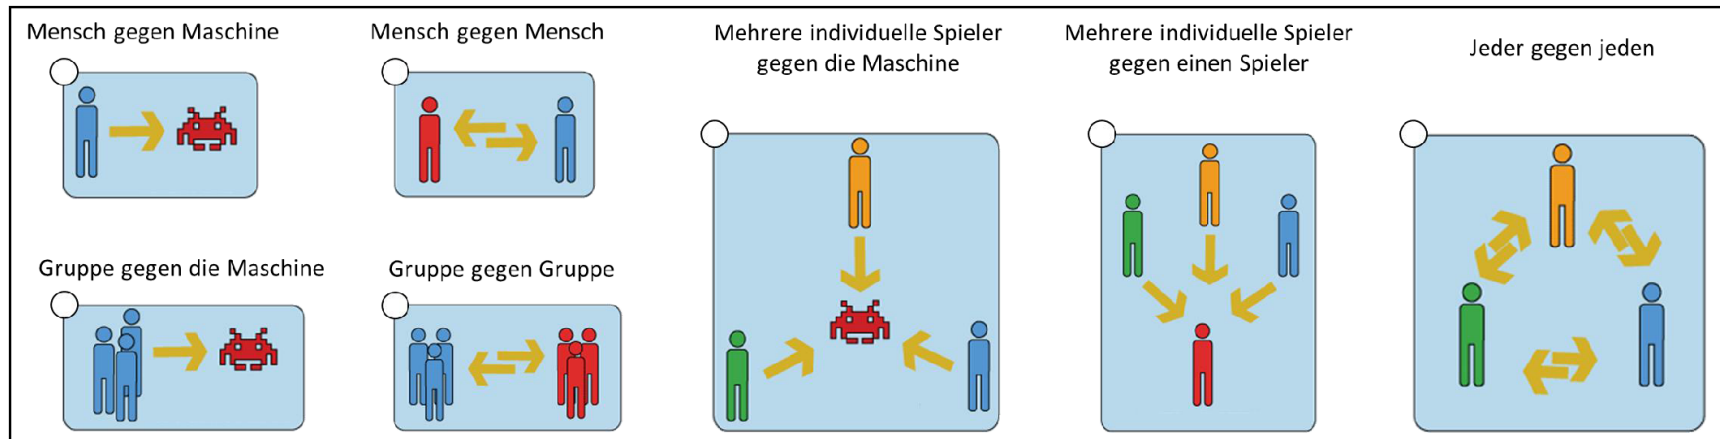 Mensch gegen Maschine
Mensch gegen Mensch
Mehrere individuelle Spieler
gegen die Maschine
Mehrere individuelle Spieler
gegen einen Spieler
Jeder gegen jeden
Gruppe gegen die Maschine
Gruppe gegen Gruppe